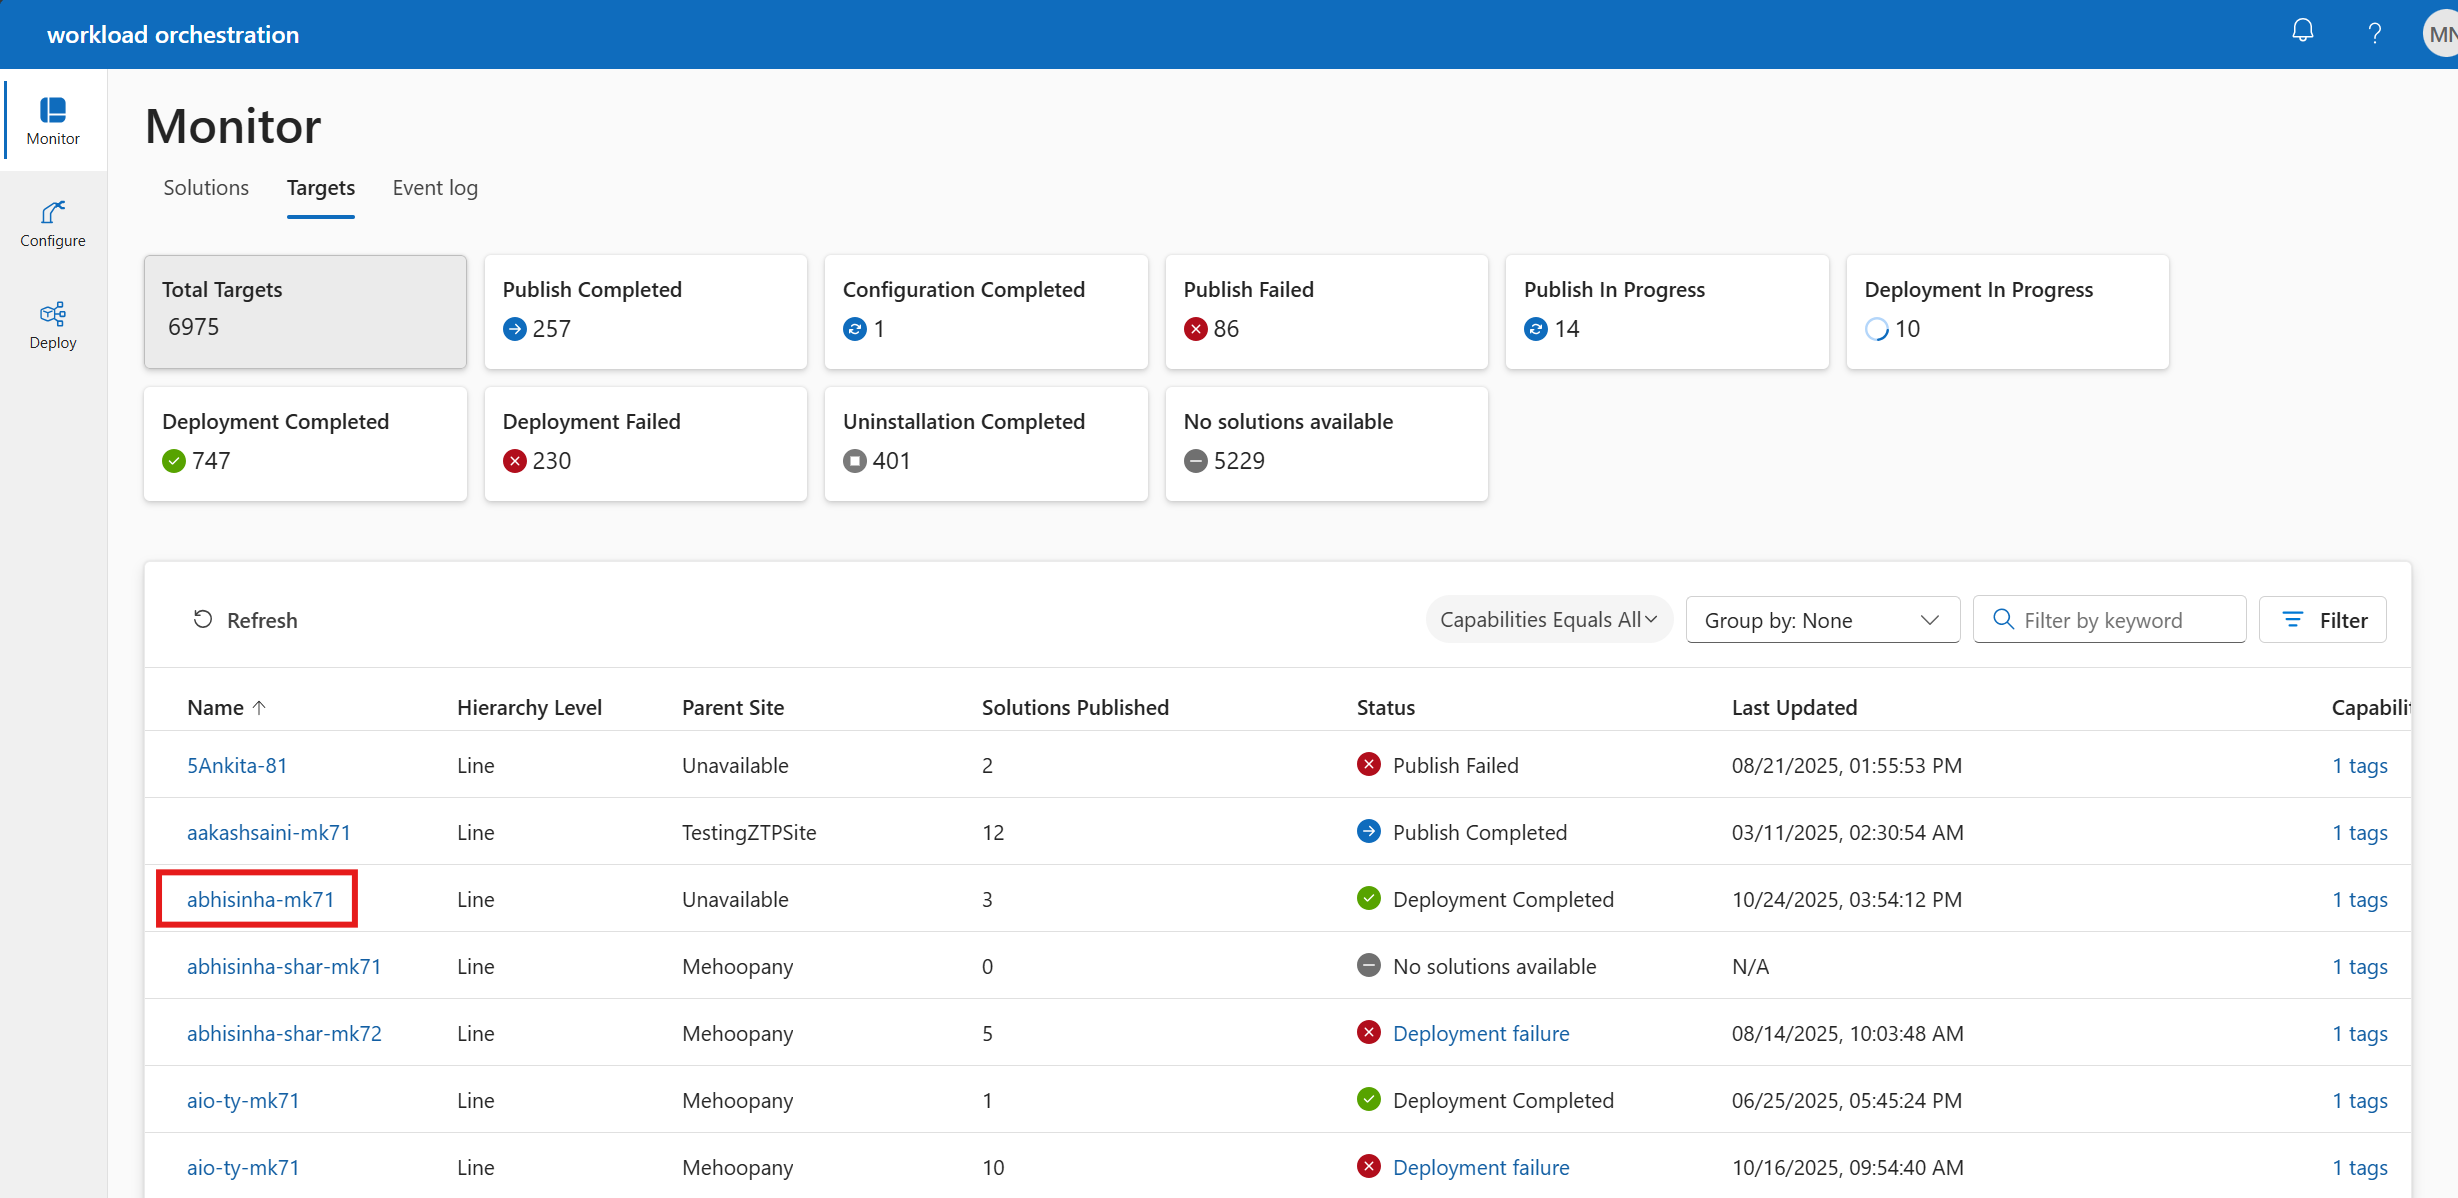 workload orchestration
?
MN
Monitor
Configure
Deploy
Monitor
Solutions Targets Event log
Total Targets
6975
Publish Completed
257
Configuration Completed
1
Publish Failed
86
Publish In Progress
14
Deployment In Progress
10
Deployment Completed
747
Deployment Failed
230
Uninstallation Completed
401
No solutions available
5229
Refresh Capabilities Equals All Group by: None Filter by keyword Filter
Name Hierarchy Level Parent Site Solutions Published Status Last Updated Capabilit
5Ankita-81 Line Unavailable 2 Publish Failed 08/21/2025, 01:55:53 PM 1 tags
aakashsaini-mk71 Line TestingZTPSite 12 Publish Completed 03/11/2025, 02:30:54 AM 1 tags
abhisinha-mk71 Line Unavailable 3 Deployment Completed 10/24/2025, 03:54:12 PM 1 tags
abhisinha-shar-mk71 Line Mehoopany 0 No solutions available N/A 1 tags
abhisinha-shar-mk72 Line Mehoopany 5 Deployment failure 08/14/2025, 10:03:48 AM 1 tags
aio-ty-mk71 Line Mehoopany 1 Deployment Completed 06/25/2025, 05:45:24 PM 1 tags
aio-ty-mk71 Line Mehoopany 10 Deployment failure 10/16/2025, 09:54:40 AM 1 tags